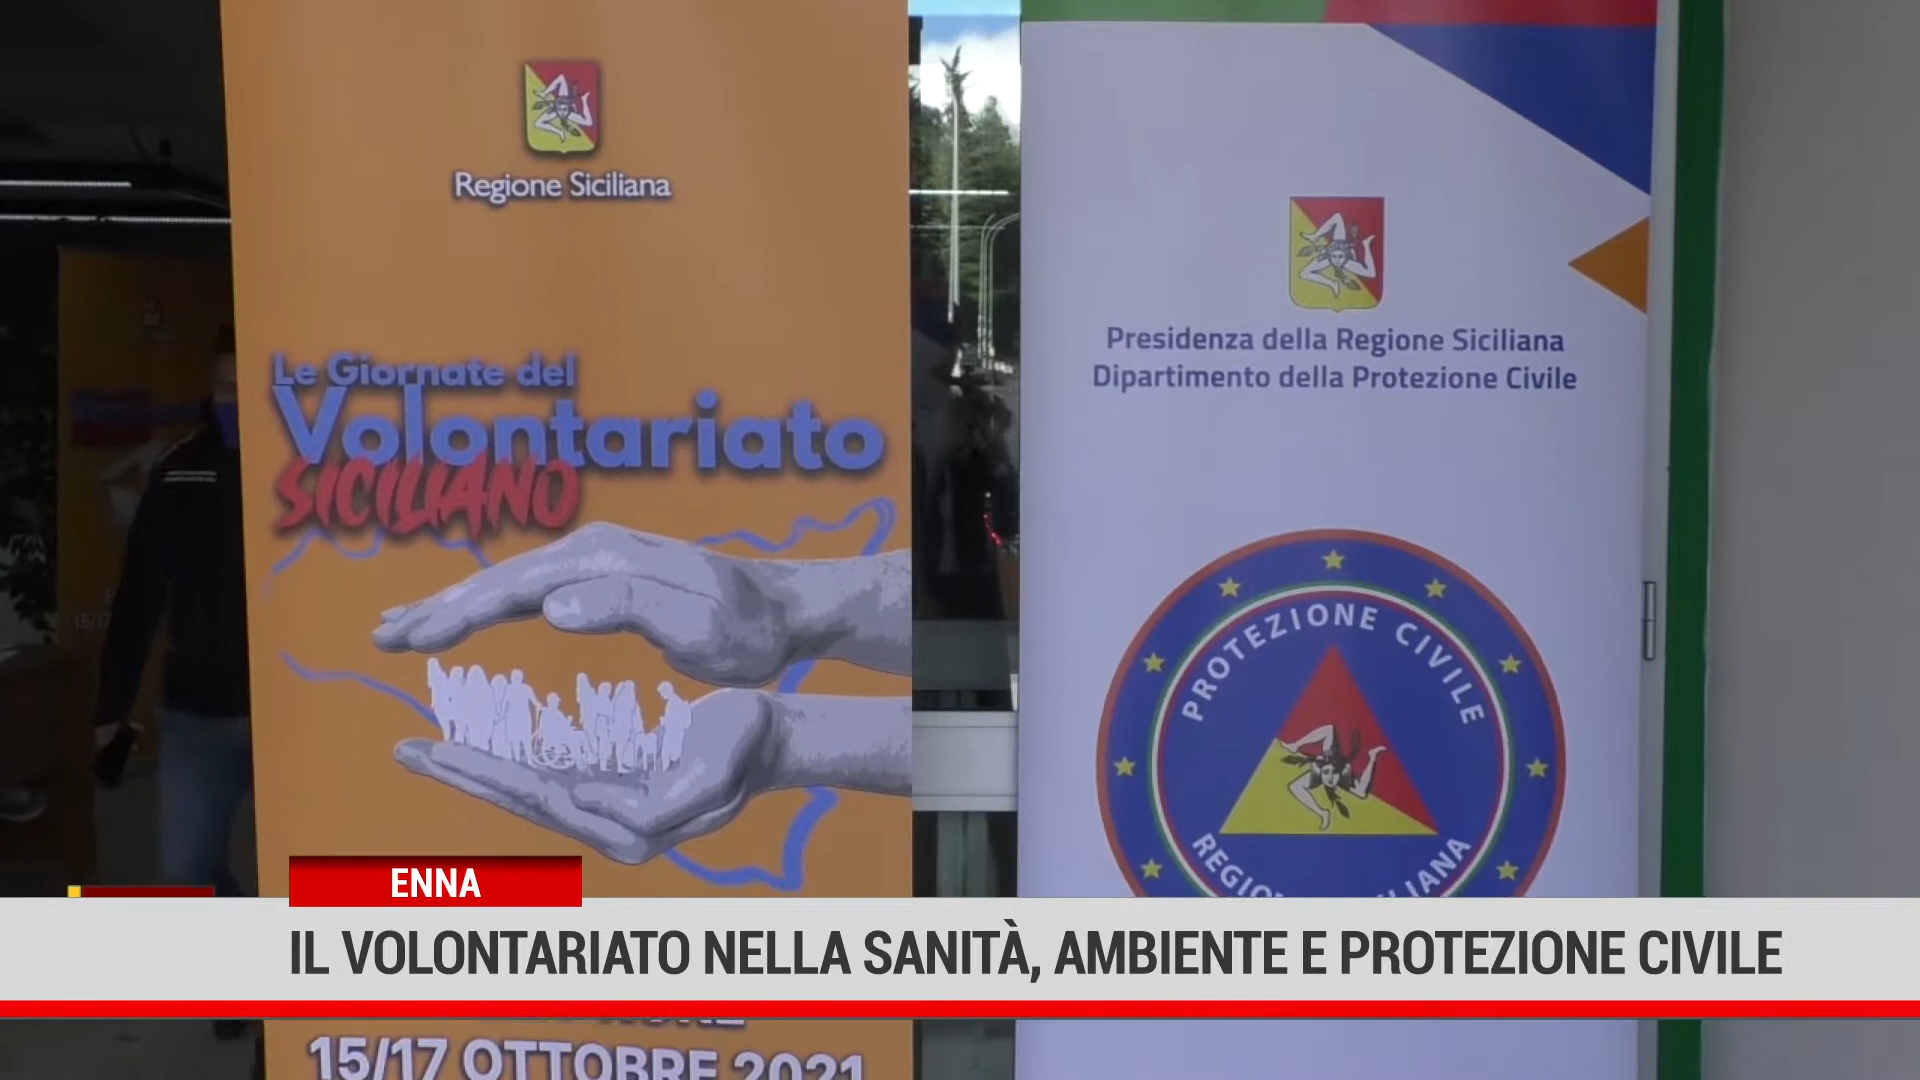 Regione Siciliana
Le Giornate del
Volontariato
SICILIANO
15/17 OTTOBRE 2021
Presidenza della Regione Siciliana
Dipartimento della Protezione Civile
PROTEZIONE CIVILE
ENNA
IL VOLONTARIATO NELLA SANITÀ, AMBIENTE E PROTEZIONE CIVILE